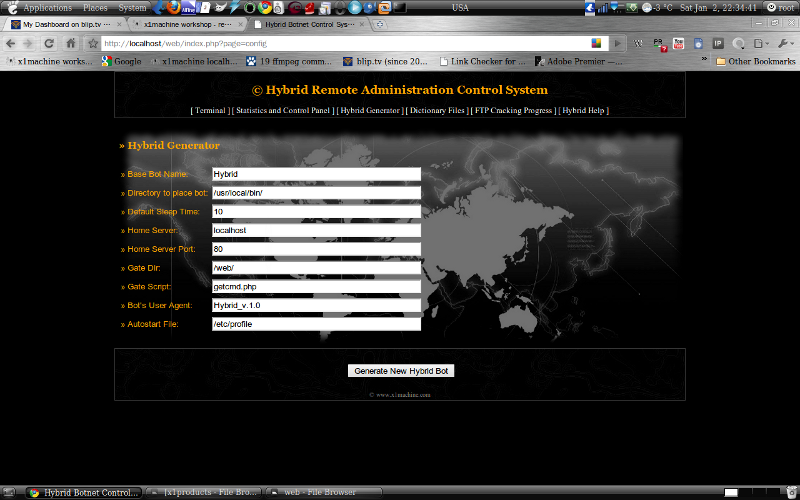 Applications Places System USA -3 °C Sat Jan 2, 22:34:41 root
My Dashboard on blip.tv x1machine workshop - re... Hybrid Botnet Control Sys...
http://localhost/web/index.php?page=config
x1machine works... Google x1machine localh... 19 ffmpeg comm... blip.tv (since 20... Link Checker for ... Adobe Premier —... » Other Bookmarks
© Hybrid Remote Administration Control System
[ Terminal ] [ Statistics and Control Panel ] [ Hybrid Generator ] [ Dictionary Files ] [ FTP Cracking Progress ] [ Hybrid Help ]
» Hybrid Generator
» Base Bot Name: Hybrid
» Directory to place bot: /usr/local/bin/
» Default Sleep Time: 10
» Home Server: localhost
» Home Server Port: 80
» Gate Dir: /web/
» Gate Script: getcmd.php
» Bot's User Agent: Hybrid_v.1.0
» Autostart File: /etc/profile
Generate New Hybrid Bot
© www.x1machine.com
Hybrid Botnet Control... [x1products - File Bro... web - File Browser